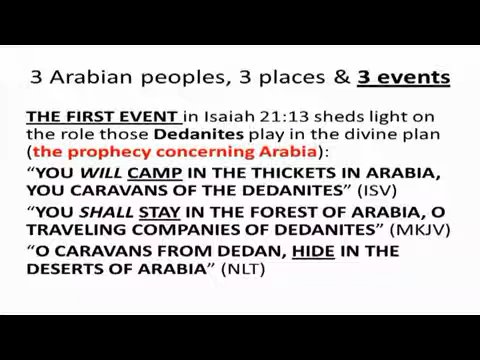 3 Arabian peoples, 3 places & 3 events
THE FIRST EVENT in Isaiah 21:13 sheds light on
the role those Dedanites play in the divine plan
(the prophecy concerning Arabia):
“YOU WILL CAMP IN THE THICKETS IN ARABIA,
YOU CARAVANS OF THE DEDANITES” (ISV)
“YOU SHALL STAY IN THE FOREST OF ARABIA, O
TRAVELING COMPANIES OF DEDANITES” (MKJV)
“O CARAVANS FROM DEDAN, HIDE IN THE
DESERTS OF ARABIA” (NLT)